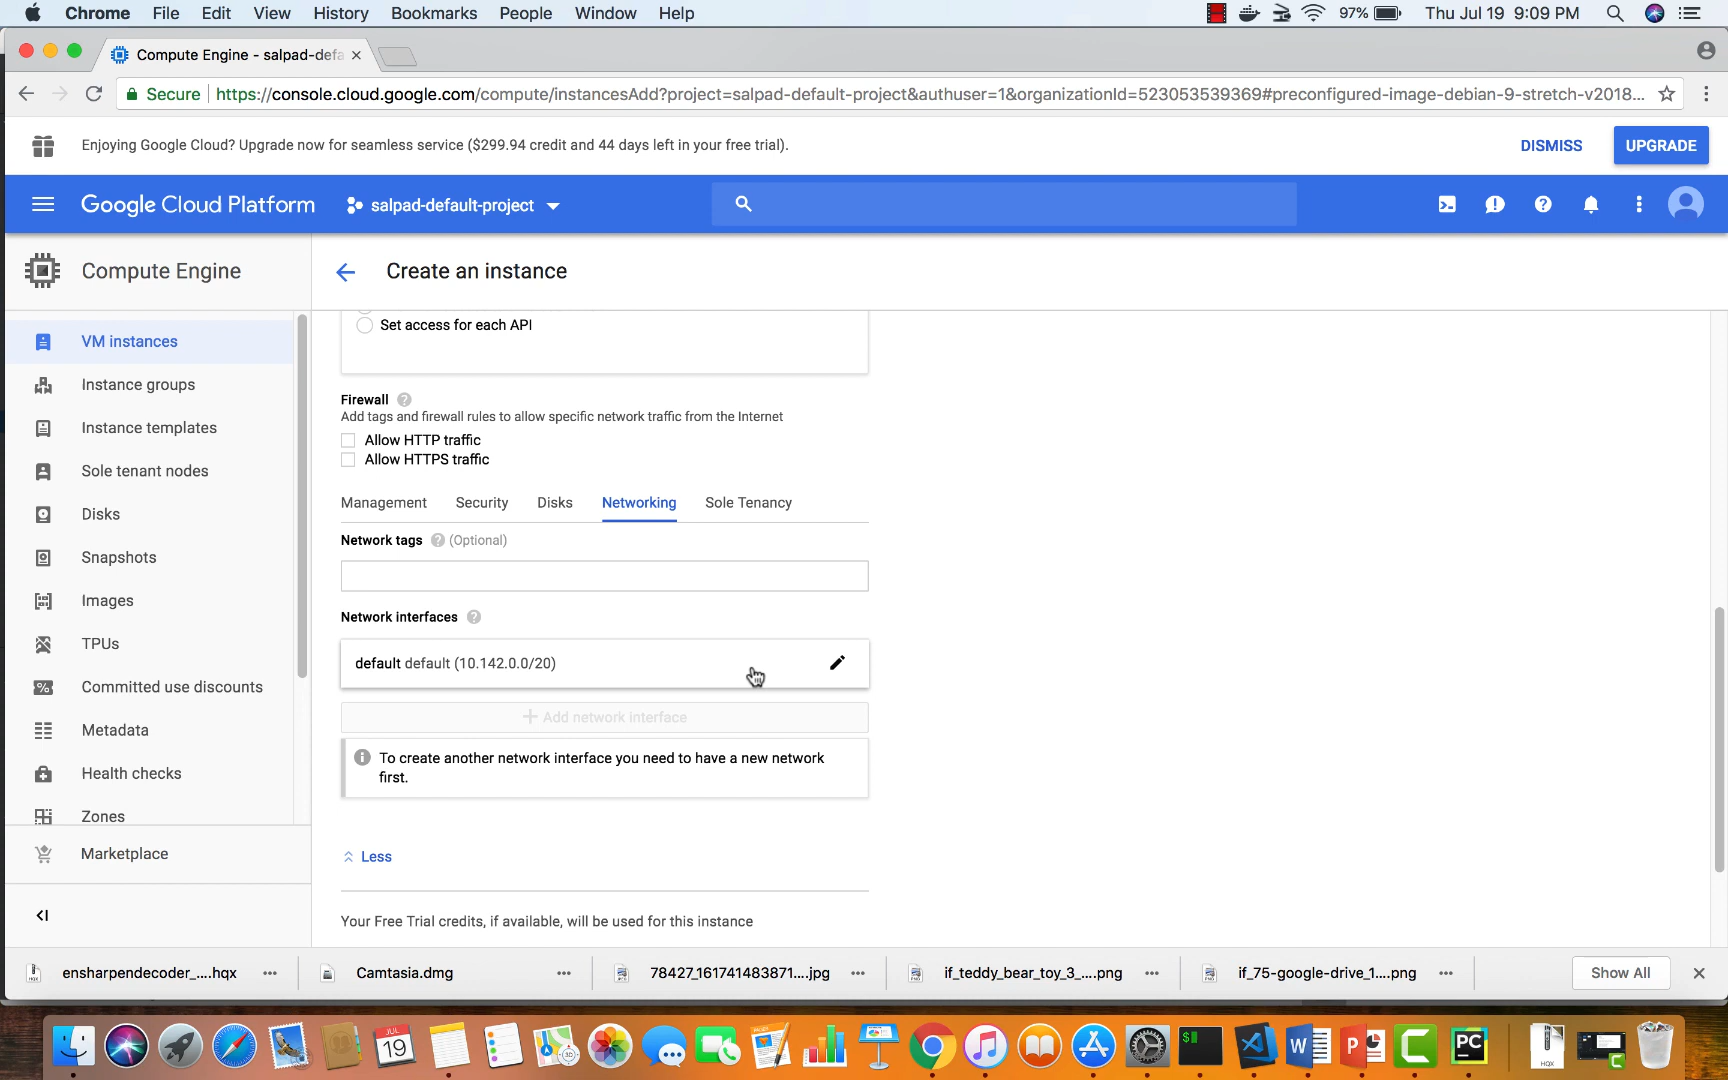 Chrome File Edit View History Bookmarks People Window Help 97% Thu Jul 19 9:09 PM
Compute Engine - salpad-defa
Secure https://console.cloud.google.com/compute/instancesAdd?project=salpad-default-project&authuser=1&organizationId=523053539369#preconfigured-image-debian-9-stretch-v2018...
Enjoying Google Cloud? Upgrade now for seamless service ($299.94 credit and 44 days left in your free trial). DISMISS UPGRADE
Google Cloud Platform salpad-default-project
Compute Engine
Create an instance
VM instances
Instance groups
Instance templates
Sole tenant nodes
Disks
Snapshots
Images
TPUs
Committed use discounts
Metadata
Health checks
Zones
Marketplace
Set access for each API
Firewall
Add tags and firewall rules to allow specific network traffic from the Internet
Allow HTTP traffic
Allow HTTPS traffic
Management Security Disks Networking Sole Tenancy
Network tags (Optional)
Network interfaces
default default (10.142.0.0/20)
Add network interface
To create another network interface you need to have a new network
first.
Less
Your Free Trial credits, if available, will be used for this instance
ensharpendecoder_....hqx Camtasia.dmg 78427_161741483871....jpg if_teddy_bear_toy_3_....png if_75-google-drive_1....png Show All
JUL
19
PC